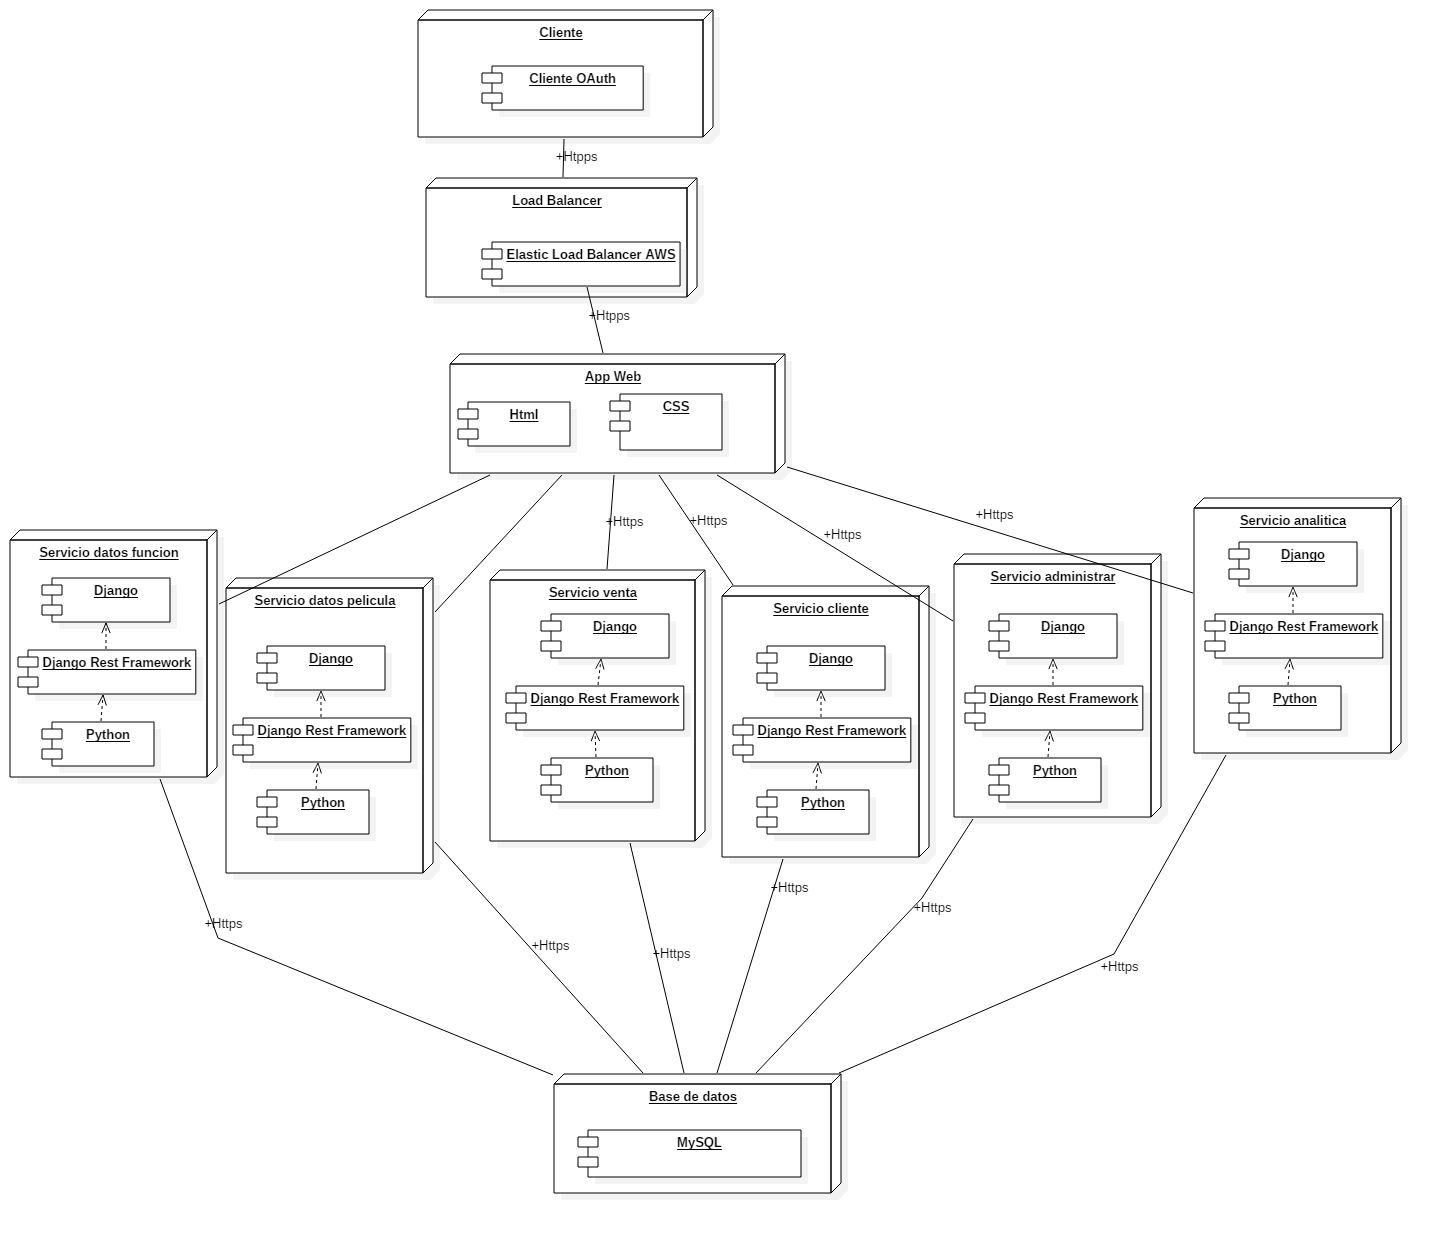 Cliente
Cliente OAuth
+Htpps
Load Balancer
Elastic Load Balancer AWS
+Htpps
App Web
Html
CSS
+Https
+Https
+Https
+Https
Servicio datos funcion
Django
Django Rest Framework
Python
Servicio datos pelicula
Django
Django Rest Framework
Python
Servicio venta
Django
Django Rest Framework
Python
Servicio cliente
Django
Django Rest Framework
Python
Servicio administrar
Django
Django Rest Framework
Python
Servicio analitica
Django
Django Rest Framework
Python
+Https
+Https
+Https
+Https
+Https
+Https
Base de datos
MySQL